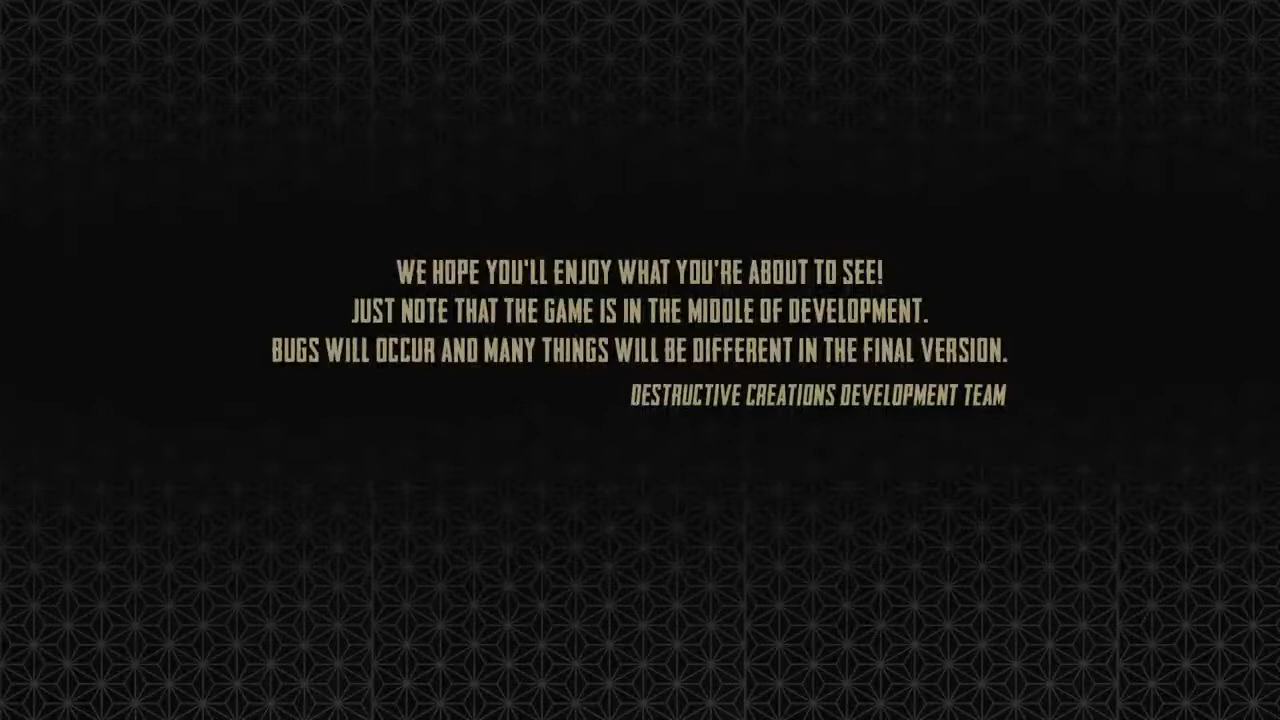 WE HOPE YOU'LL ENJOY WHAT YOU'RE ABOUT TO SEE!
JUST NOTE THAT THE GAME IS IN THE MIDDLE OF DEVELOPMENT.
BUGS WILL OCCUR AND MANY THINGS WILL BE DIFFERENT IN THE FINAL VERSION.
DESTRUCTIVE CREATIONS DEVELOPMENT TEAM